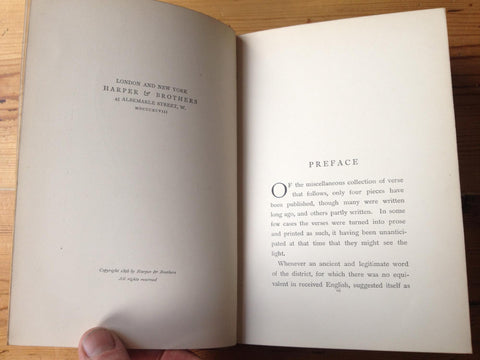 LONDON AND NEW YORK
HARPER & BROTHERS
45 ALBEMARLE STREET, W.
MDCCCXCVIII
Copyright 1898 by Harper & Brothers
All rights reserved
PREFACE
OF the miscellaneous collection of verse
that follows, only four pieces have
been published, though many were written
long ago, and others partly written. In some
few cases the verses were turned into prose
and printed as such, it having been unantici-
pated at that time that they might see the
light.
Whenever an ancient and legitimate word
of the district, for which there was no equi-
valent in received English, suggested itself as